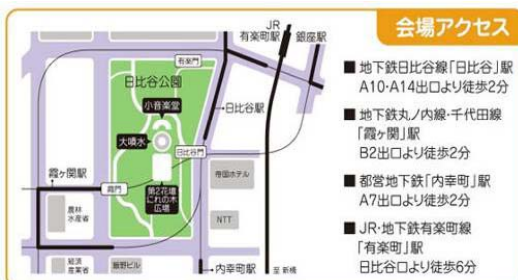 会場アクセス
■ 地下鉄日比谷線「日比谷」駅
A10・A14出口より徒歩2分
■ 地下鉄丸ノ内線・千代田線
「霞ヶ関」駅
B2出口より徒歩2分
■ 都営地下鉄「内幸町」駅
A7出口より徒歩2分
■ JR・地下鉄有楽町線
「有楽町」駅
日比谷口より徒歩6分
JR
有楽町駅
銀座駅
有楽門
日比谷公園
小音楽堂
日比谷駅
大噴水
日比谷門
霞ヶ関駅
霞門
第2花壇
にれの木
広場
帝国ホテル
農林
水産省
NTT
経済
産業省
飯野ビル
内幸町駅
至 新橋